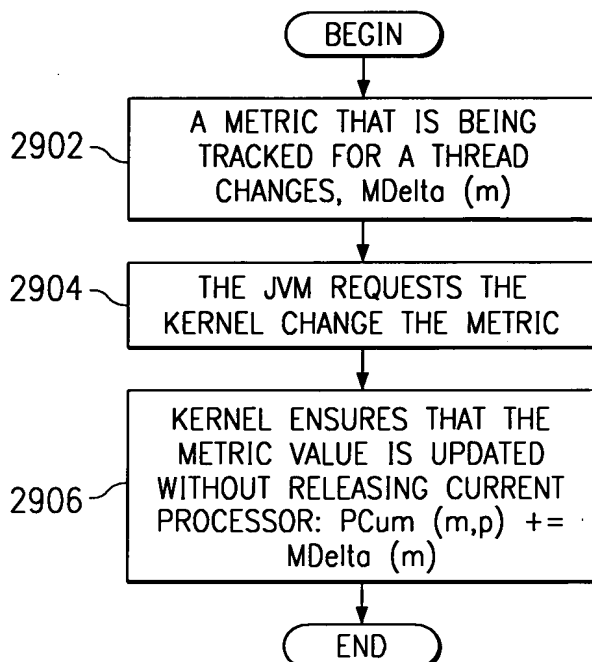 BEGIN
2902
A METRIC THAT IS BEING
TRACKED FOR A THREAD
CHANGES, MDelta (m)
2904
THE JVM REQUESTS THE
KERNEL CHANGE THE METRIC
2906
KERNEL ENSURES THAT THE
METRIC VALUE IS UPDATED
WITHOUT RELEASING CURRENT
PROCESSOR: PCum (m,p) +=
MDelta (m)
END